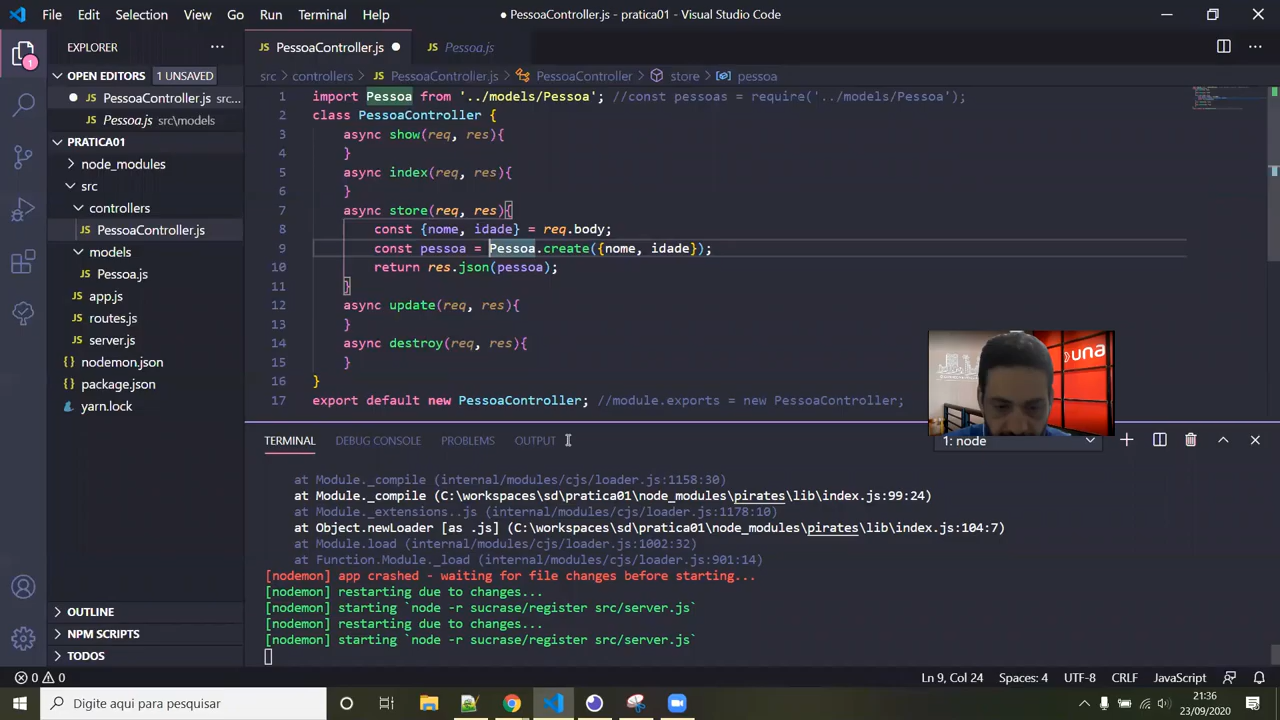 File Edit Selection View Go Run Terminal Help
● PessoaController.js - pratica01 - Visual Studio Code
EXPLORER
PessoaController.js
Pessoa.js
OPEN EDITORS 1 UNSAVED
PessoaController.js src...
Pessoa.js src\models
PRATICA01
node_modules
src
controllers
PessoaController.js
models
Pessoa.js
app.js
routes.js
server.js
nodemon.json
package.json
yarn.lock
OUTLINE
NPM SCRIPTS
TODOS
1
src > controllers > JS PessoaController.js > PessoaController > store > pessoa
1 import Pessoa from '../models/Pessoa'; //const pessoas = require('../models/Pessoa');
2 class PessoaController {
3 async show(req, res){
4 }
5 async index(req, res){
6 }
7 async store(req, res){
8 const {nome, idade} = req.body;
9 const pessoa = Pessoa.create({nome, idade});
10 return res.json(pessoa);
11 }
12 async update(req, res){
13 }
14 async destroy(req, res){
15 }
16 }
17 export default new PessoaController; //module.exports = new PessoaController;
una
TERMINAL DEBUG CONSOLE PROBLEMS OUTPUT
1: node
at Module._compile (internal/modules/cjs/loader.js:1158:30)
at Module._compile (C:\workspaces\sd\pratica01\node_modules\pirates\lib\index.js:99:24)
at Module._extensions..js (internal/modules/cjs/loader.js:1178:10)
at Object.newLoader [as .js] (C:\workspaces\sd\pratica01\node_modules\pirates\lib\index.js:104:7)
at Module.load (internal/modules/cjs/loader.js:1002:32)
at Function.Module._load (internal/modules/cjs/loader.js:901:14)
[nodemon] app crashed - waiting for file changes before starting...
[nodemon] restarting due to changes...
[nodemon] starting `node -r sucrase/register src/server.js`
[nodemon] restarting due to changes...
[nodemon] starting `node -r sucrase/register src/server.js`
0 0
Ln 9, Col 24 Spaces: 4 UTF-8 CRLF JavaScript
Digite aqui para pesquisar
21:36
23/09/2020